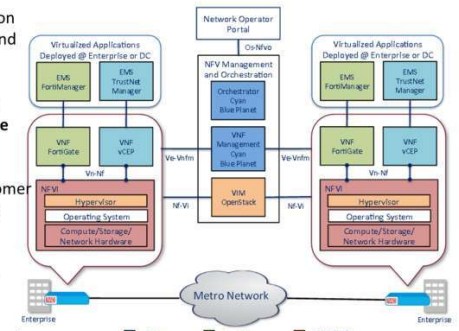 on
nd
e
omer
Network Operator
Portal
Os-Nfvo
Virtualized Applications
Deployed @ Enterprise or DC
EMS
FortiManager
EMS
TrustNet
Manager
VNF
FortiGate
VNF
vCEP
Vn-Nf
NFVI
Hypervisor
Operating System
Compute/Storage/
Network Hardware
Enterprise
NFV Management
and Orchestration
Orchestrator
Cyan
Blue Planet
VNF
Management
Cyan
Blue Planet
VIM
OpenStack
Ve-Vnfm
Ve-Vnfm
Nf-Vi
Nf-Vi
Virtualized Applications
Deployed @ Enterprise or DC
EMS
FortiManager
EMS
TrustNet
Manager
VNF
FortiGate
VNF
vCEP
Vn-Nf
NFVI
Hypervisor
Operating System
Compute/Storage/
Network Hardware
Metro Network
Enterprise